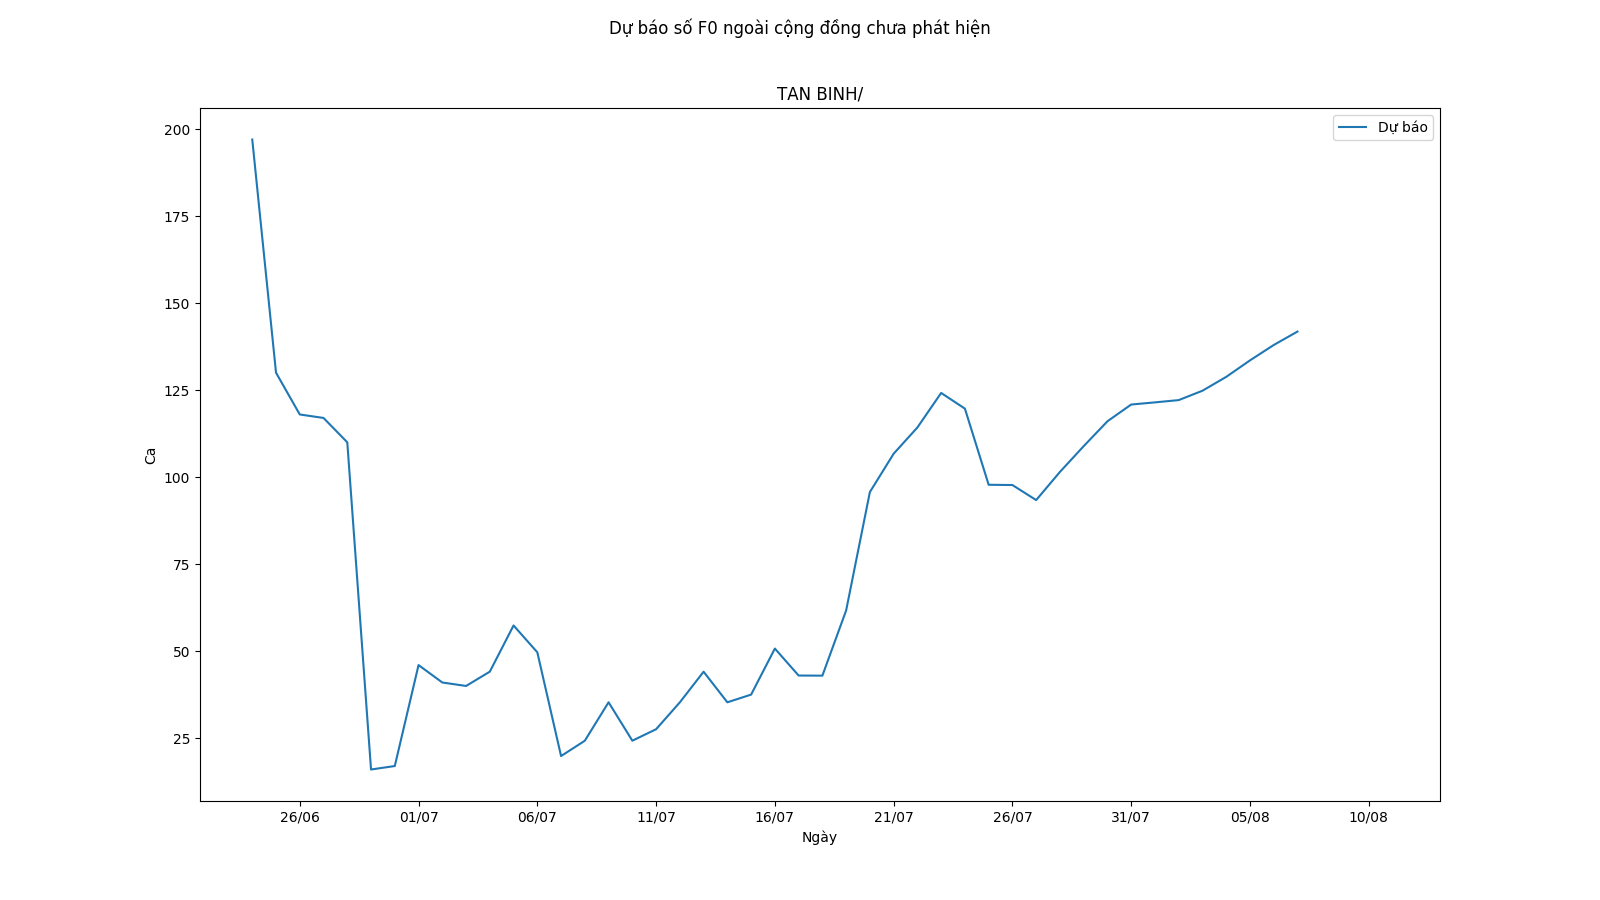 Dự báo số F0 ngoài cộng đồng chưa phát hiện
TAN BINH/
Dự báo
200
175
150
125
100
75
50
25
Ca
26/06 01/07 06/07 11/07 16/07 21/07 26/07 31/07 05/08 10/08
Ngày